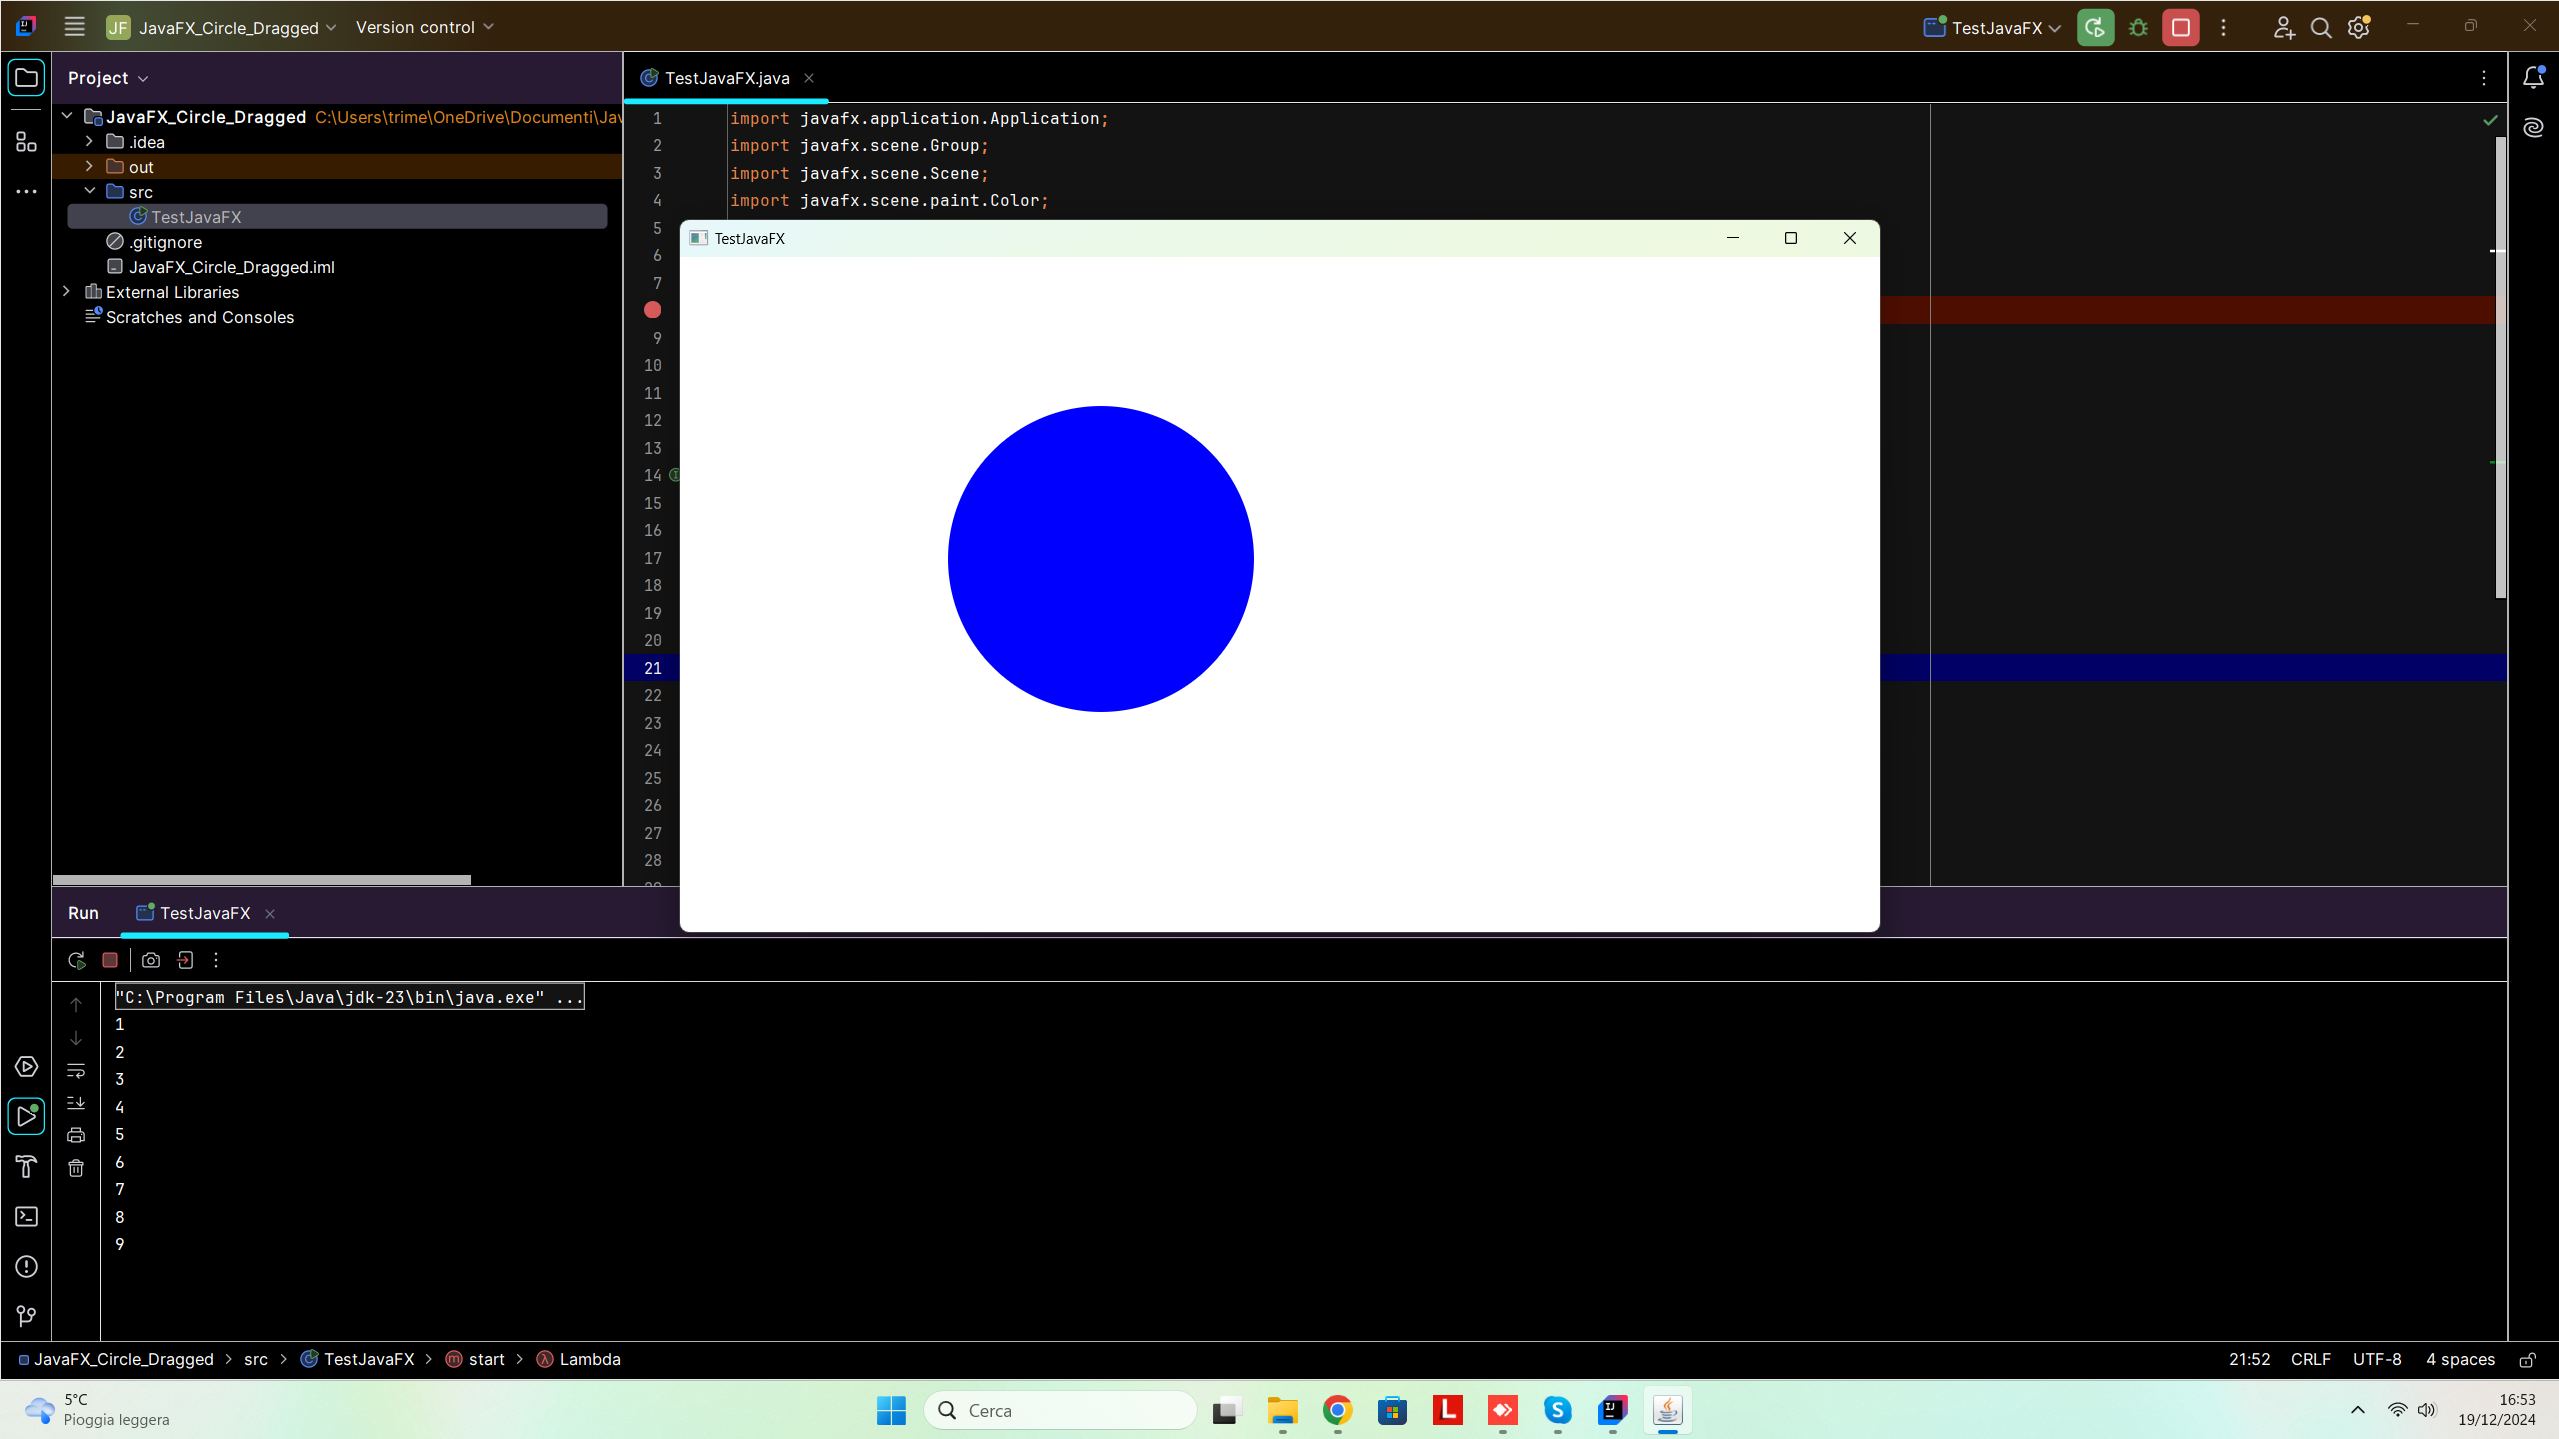 JF JavaFX_Circle_Dragged Version control TestJavaFX
Project
JavaFX_Circle_Dragged C:\Users\trime\OneDrive\Documenti\Jav
.idea
out
src
TestJavaFX
.gitignore
JavaFX_Circle_Dragged.iml
External Libraries
Scratches and Consoles
TestJavaFX.java
1 import javafx.application.Application;
2 import javafx.scene.Group;
3 import javafx.scene.Scene;
4 import javafx.scene.paint.Color;
5
6
7
9
10
11
12
13
14
15
16
17
18
19
20
21
22
23
24
25
26
27
28
TestJavaFX
Run TestJavaFX
"C:\Program Files\Java\jdk-23\bin\java.exe" ...
1
2
3
4
5
6
7
8
9
JavaFX_Circle_Dragged > src > TestJavaFX > start > Lambda
21:52 CRLF UTF-8 4 spaces
5°C
Pioggia leggera
Cerca
16:53
19/12/2024